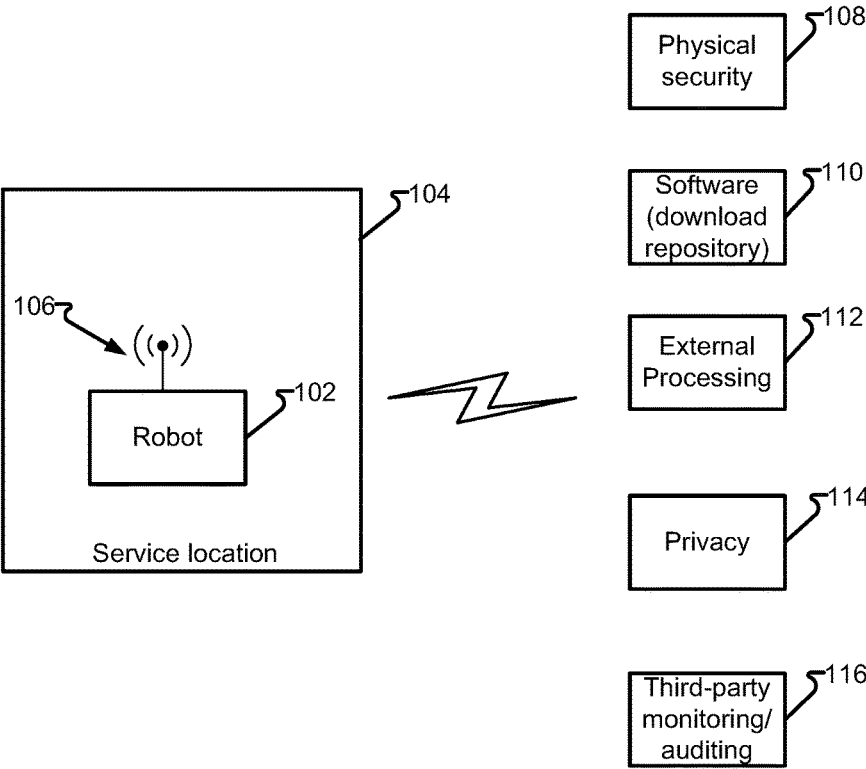 108
Physical
security
110
Software
(download
repository)
104
106
112
External
Processing
102
Robot
114
Privacy
Service location
116
Third-party
monitoring/
auditing